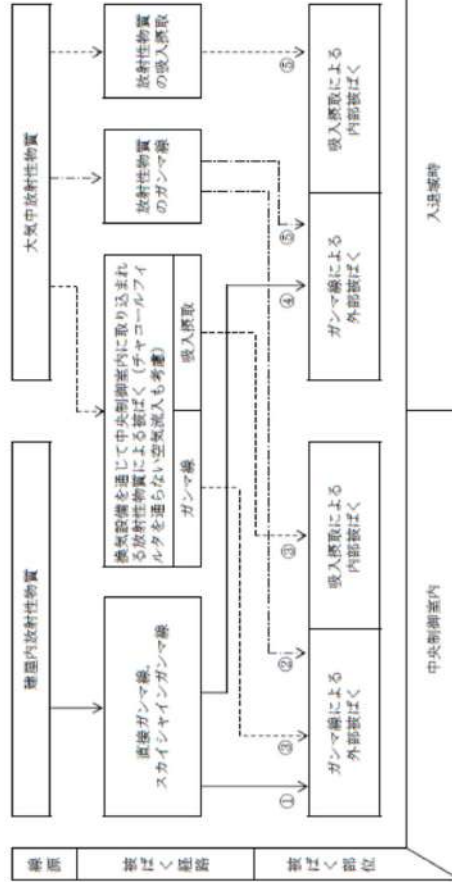 線源
被ばく経路
被ばく部位
建屋内放射性物質
大気中放射性物質
直接ガンマ線,
スカイシャインガンマ線
換気設備を通じて中央制御室内に取り込まれ
る放射性物質による被ばく(チャコールフィ
ルタを通らない空気流入も考慮)
ガンマ線
吸入摂取
放射性物質
のガンマ線
放射性物質
の吸入摂取
①
③
②
③
④
⑤
⑤
ガンマ線による
外部被ばく
吸入摂取による
内部被ばく
ガンマ線による
外部被ばく
吸入摂取による
内部被ばく
中央制御室内
入退域時